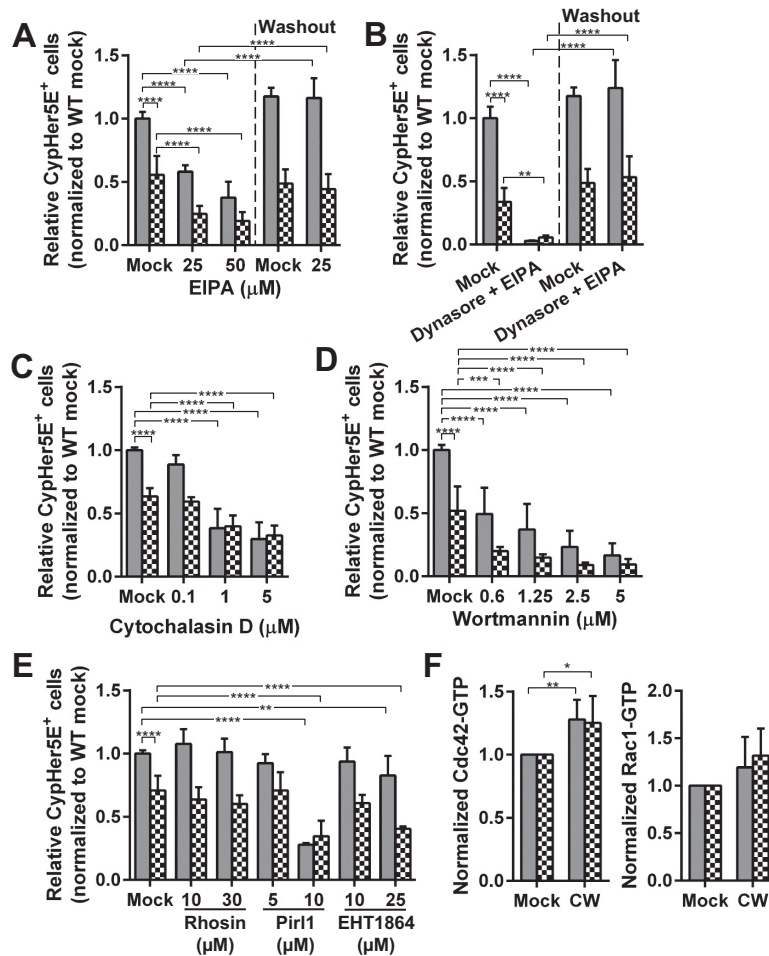 A
Washout
Relative CypHer5E+ cells
(normalized to WT mock)
1.5
1.0
0.5
0.0
****
****
****
****
****
****
****
Mock 25 50 Mock 25
EIPA (μM)
B
Washout
Relative CypHer5E+ cells
(normalized to WT mock)
1.5
1.0
0.5
0.0
****
****
****
****
**
Mock
Dynasore + EIPA
Mock
Dynasore + EIPA
C
Relative CypHer5E+ cells
(normalized to WT mock)
1.5
1.0
0.5
0.0
****
****
****
****
****
Mock 0.1 1 5
Cytochalasin D (μM)
D
Relative CypHer5E+ cells
(normalized to WT mock)
1.5
1.0
0.5
0.0
****
****
****
***
****
****
****
****
****
Mock 0.6 1.25 2.5 5
Wortmannin (μM)
E
Relative CypHer5E+ cells
(normalized to WT mock)
1.5
1.0
0.5
0.0
****
****
**
****
****
Mock 10 30 5 10 10 25
Rhosin Pirl1 EHT1864
(μM) (μM) (μM)
F
Normalized Cdc42-GTP
1.5
1.0
0.5
0.0
*
**
Mock CW
Normalized Rac1-GTP
2.0
1.5
1.0
0.5
0.0
Mock CW